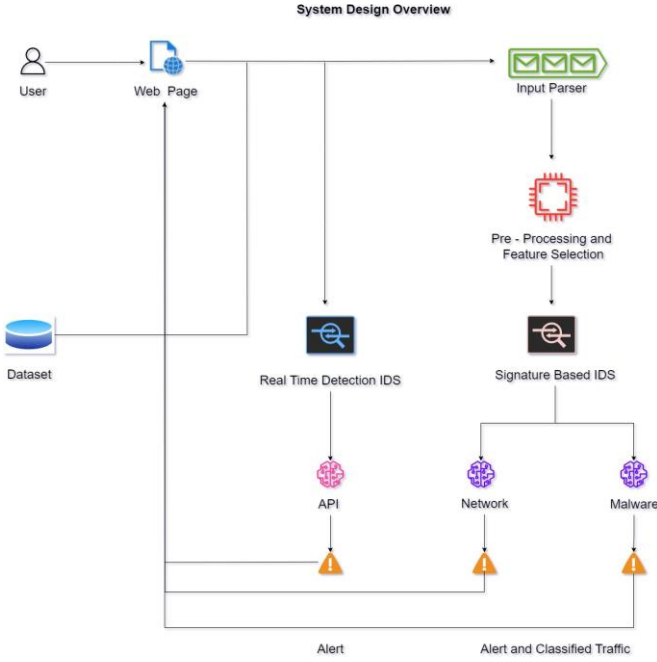 System Design Overview
User
Web Page
Input Parser
Pre - Processing and
Feature Selection
Dataset
Real Time Detection IDS
Signature Based IDS
API
Network
Malware
Alert
Alert and Classified Traffic